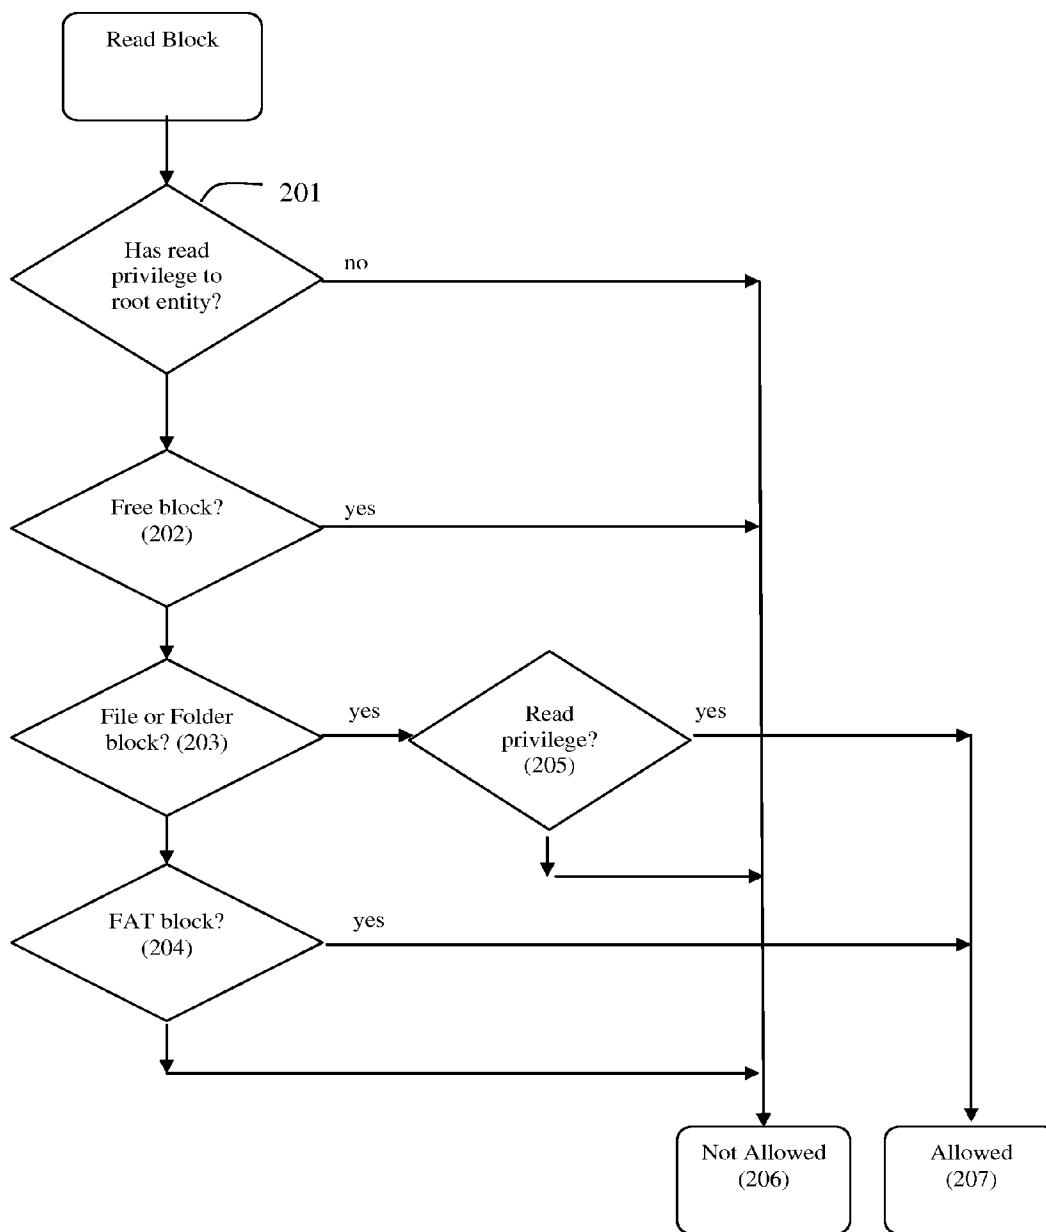 Read Block
201
Has read
privilege to
root entity?
no
Free block?
(202)
yes
File or Folder
block? (203)
yes
Read
privilege?
(205)
yes
FAT block?
(204)
yes
Not Allowed
(206)
Allowed
(207)